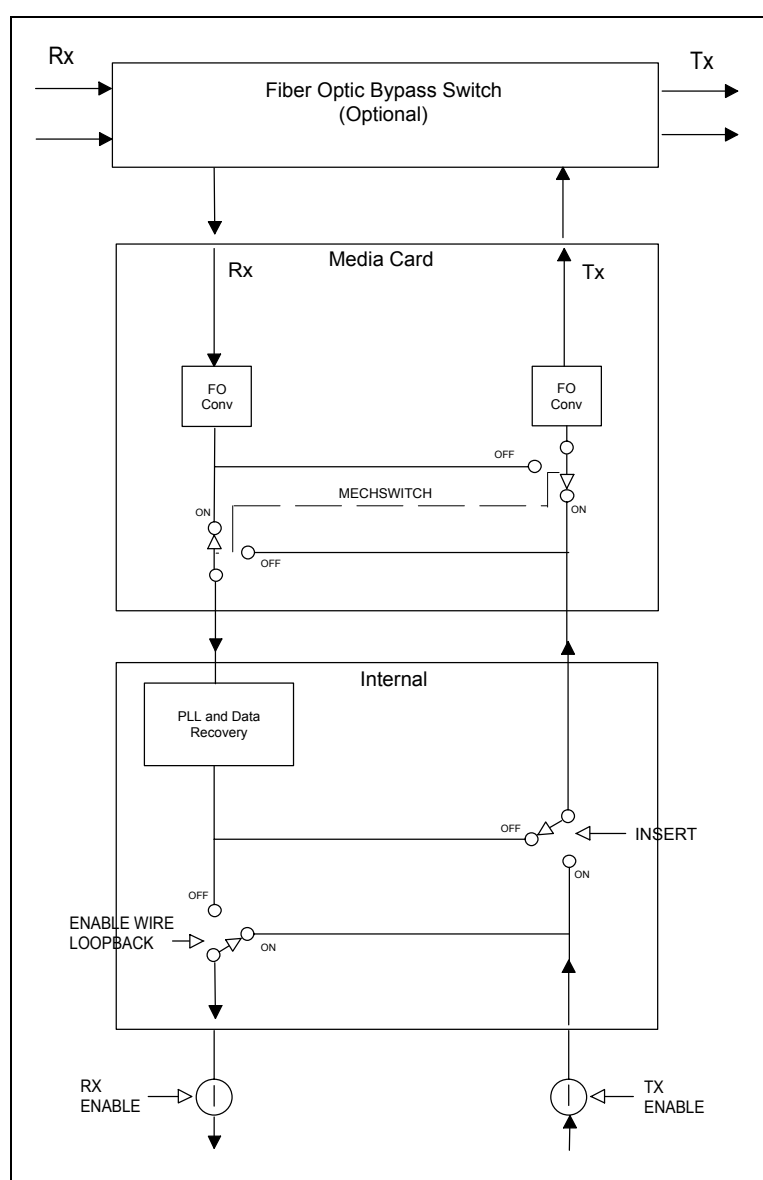 Rx
Tx
Fiber Optic Bypass Switch
(Optional)
Media Card
Rx
Tx
FO
Conv
FO
Conv
OFF
MECHSWITCH
ON
ON
OFF
Internal
PLL and Data
Recovery
OFF
INSERT
ON
OFF
ENABLE WIRE
LOOPBACK
ON
RX
ENABLE
TX
ENABLE